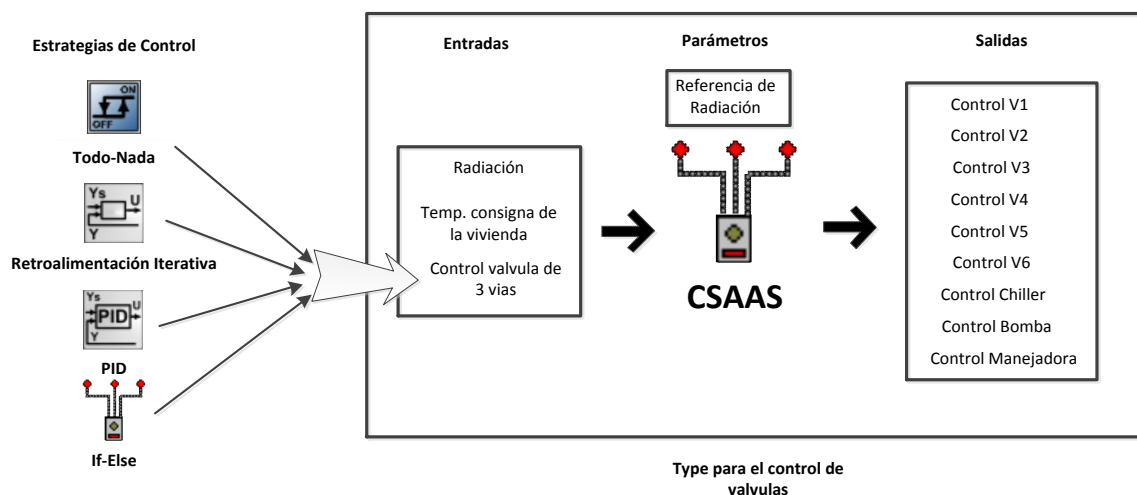 Estrategias de Control
ON
OFF
Todo-Nada
Ys
U
Y
Retroalimentación Iterativa
Ys
U
PID
Y
PID
If-Else
Entradas
Radiación
Temp. consigna de
la vivienda
Control valvula de
3 vias
Parámetros
Referencia de
Radiación
CSAAS
Salidas
Control V1
Control V2
Control V3
Control V4
Control V5
Control V6
Control Chiller
Control Bomba
Control Manejadora
Type para el control de
valvulas